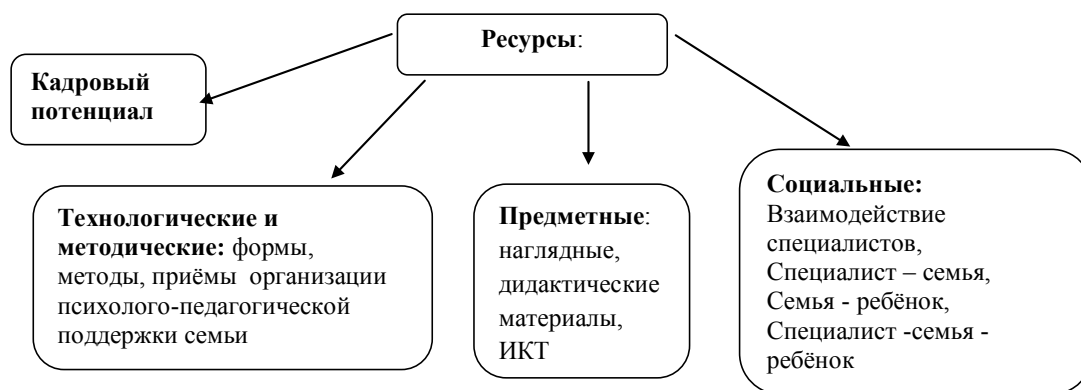 Ресурсы:
Кадровый
потенциал
Технологические и
методические: формы,
методы, приёмы организации
психолого-педагогической
поддержки семьи
Предметные:
наглядные,
дидактические
материалы,
ИКТ
Социальные:
Взаимодействие
специалистов,
Специалист – семья,
Семья - ребёнок,
Специалист -семья -
ребёнок